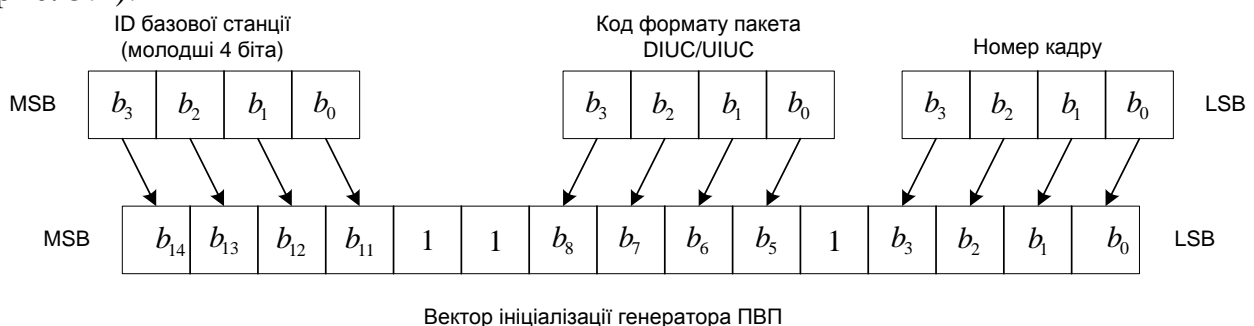 ID базової станції
(молодші 4 біта)
Код формату пакета
DIUC/UIUC
Номер кадру
MSB b3 b2 b1 b0 b3 b2 b1 b0 b3 b2 b1 b0 LSB
MSB b14 b13 b12 b11 1 1 b8 b7 b6 b5 1 b3 b2 b1 b0 LSB
Вектор ініціалізації генератора ПВП